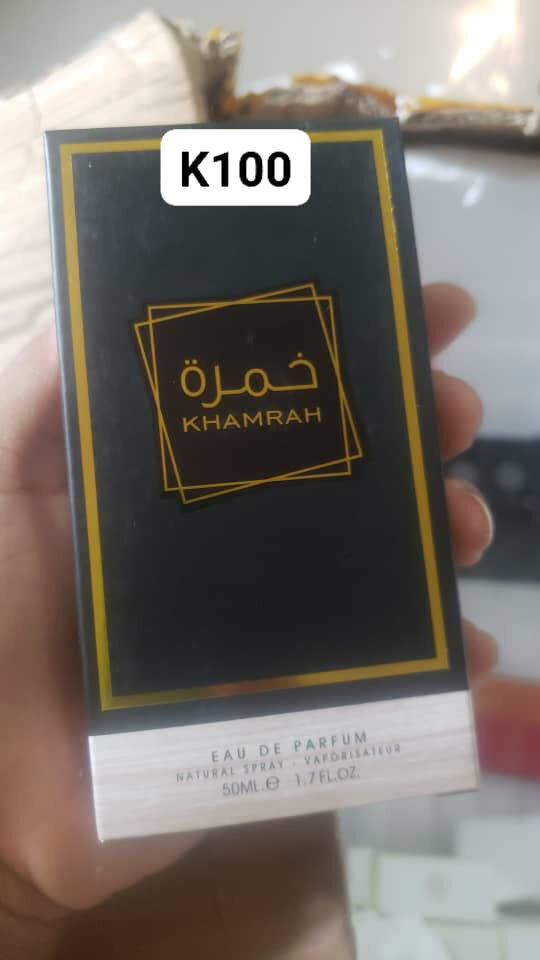 K100
خمرة
KHAMRAH
EAU DE PARFUM
NATURAL SPRAY · VAPORISATEUR
50ML.℮ 1.7 FL.OZ.